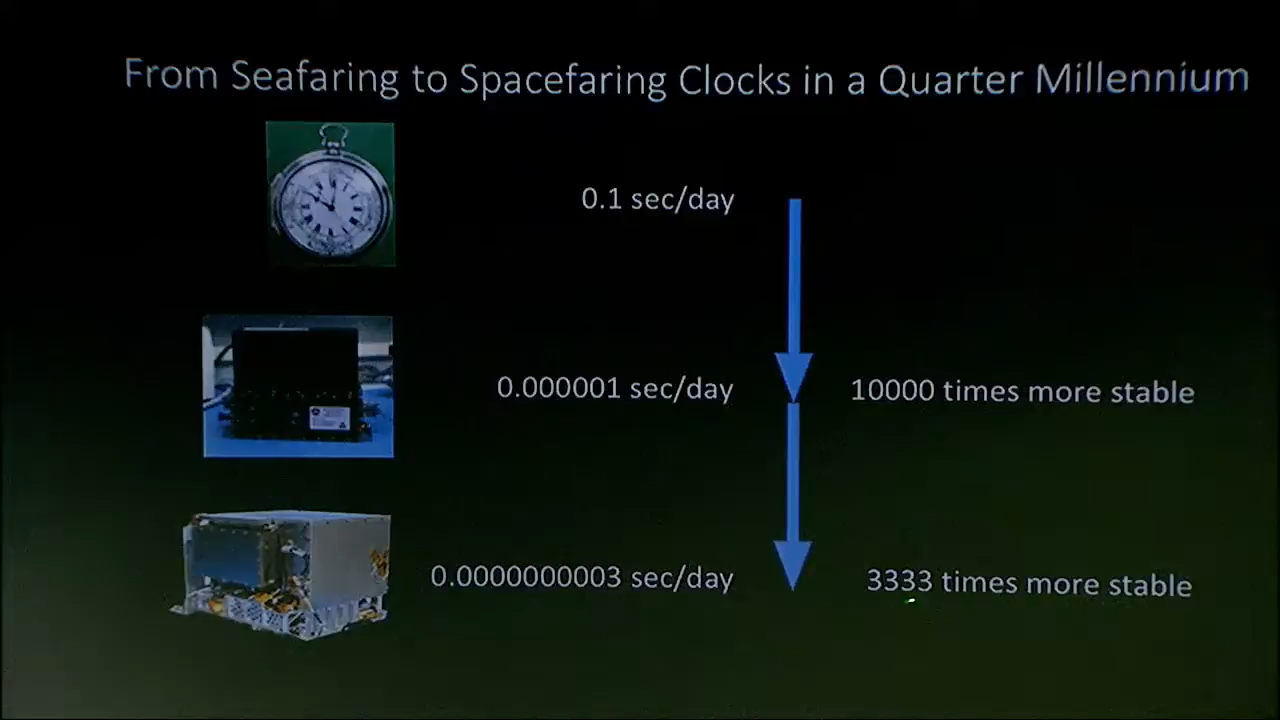 From Seafaring to Spacefaring Clocks in a Quarter Millennium
0.1 sec/day
0.000001 sec/day
10000 times more stable
0.0000000003 sec/day
3333 times more stable